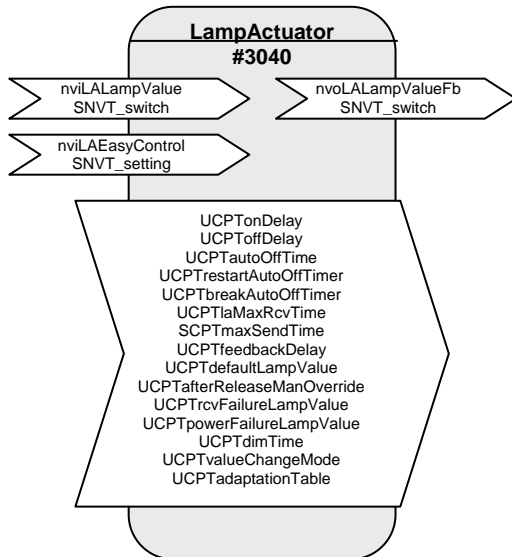 LampActuator
#3040
nviLALampValue
SNVT_switch
nvoLALampValueFb
SNVT_switch
nviLAEasyControl
SNVT_setting
UCPTonDelay
UCPToffDelay
UCPTautoOffTime
UCPTrestartAutoOffTimer
UCPTbreakAutoOffTimer
UCPTlaMaxRcvTime
SCPTmaxSendTime
UCPTfeedbackDelay
UCPTdefaultLampValue
UCPTafterReleaseManOverride
UCPTrcvFailureLampValue
UCPTpowerFailureLampValue
UCPTdimTime
UCPTvalueChangeMode
UCPTadaptationTable